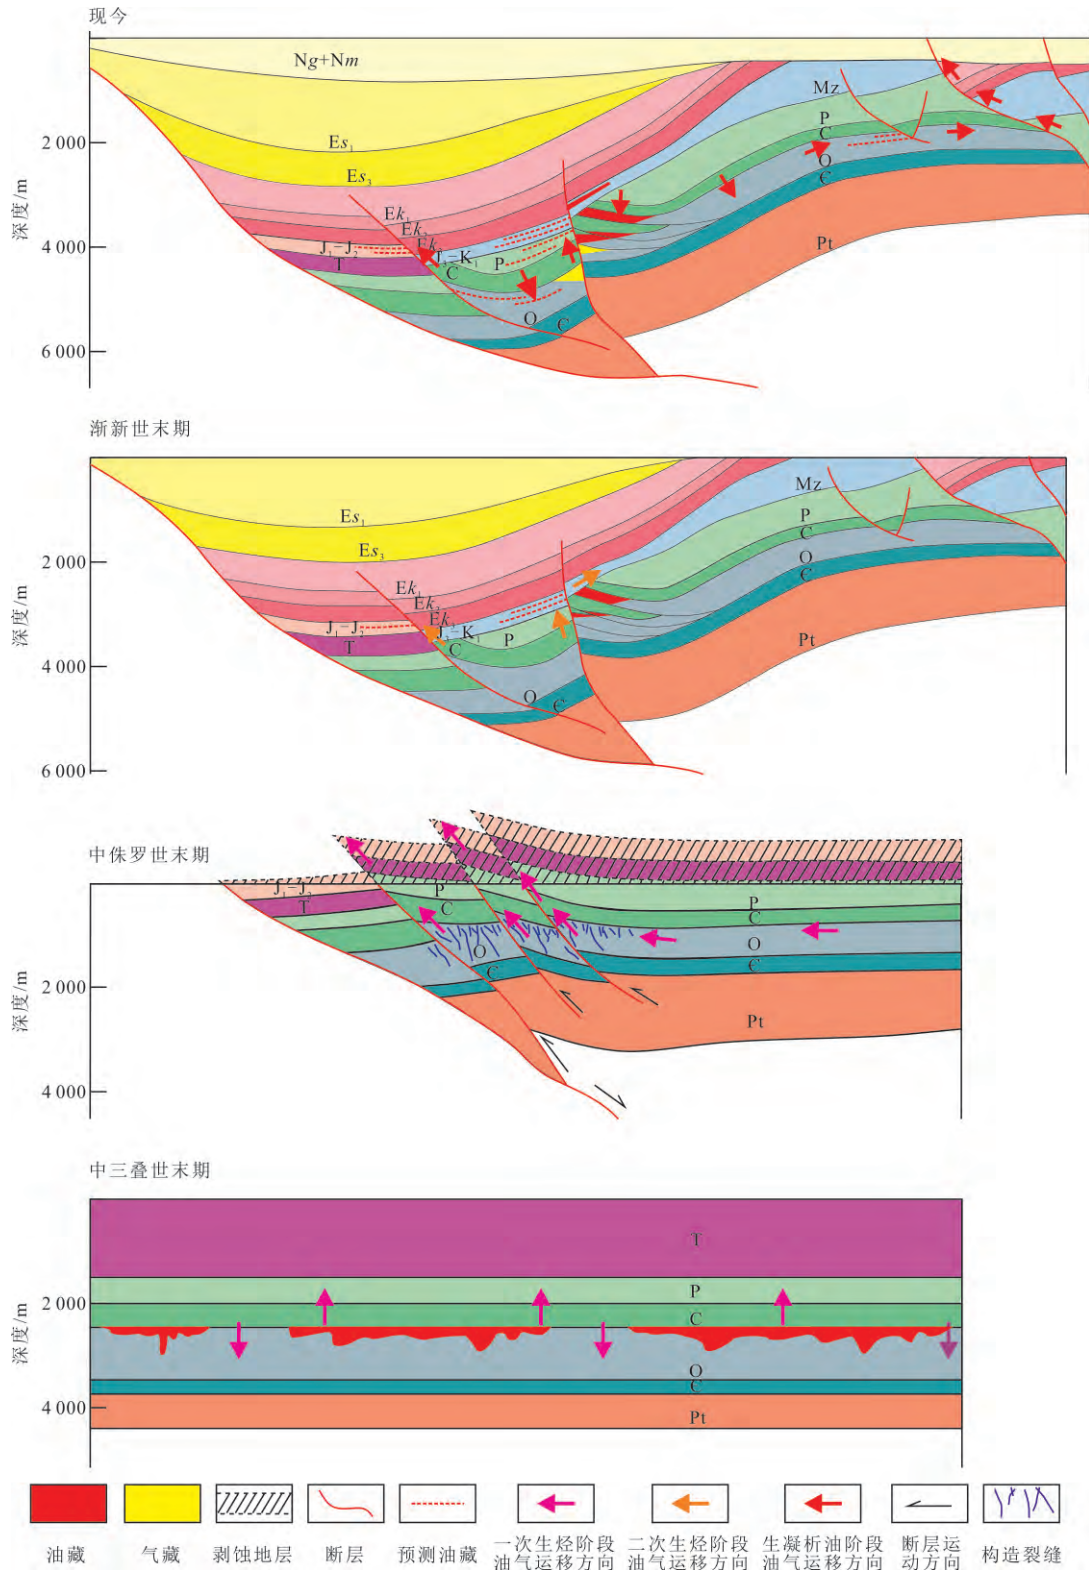 现今
Ng+Nm
Mz
P
C
2 000
Es₁
O
Є
Es₃
深度/m
Ek₁
Ek₂
Ek₃
4 000
J₁－J₂
J₃－K₁
P
Pt
T
C
O
Є
6 000
渐新世末期
Mz
Es₁
P
C
2 000
Es₃
O
Є
深度/m
Ek₁
Ek₂
Ek₃
J₁－J₂
J₃－K₁
P
Pt
T
C
4 000
O
Є
6 000
中侏罗世末期
J₁－J₂
P
P
T
C
C
O
O
Є
Є
2 000
深度/m
Pt
4 000
中三叠世末期
T
P
2 000
C
深度/m
O
Є
4 000
Pt
油藏
气藏
剥蚀地层
断层
预测油藏
一次生烃阶段
油气运移方向
二次生烃阶段
油气运移方向
生凝析油阶段
油气运移方向
断层运
动方向
构造裂缝